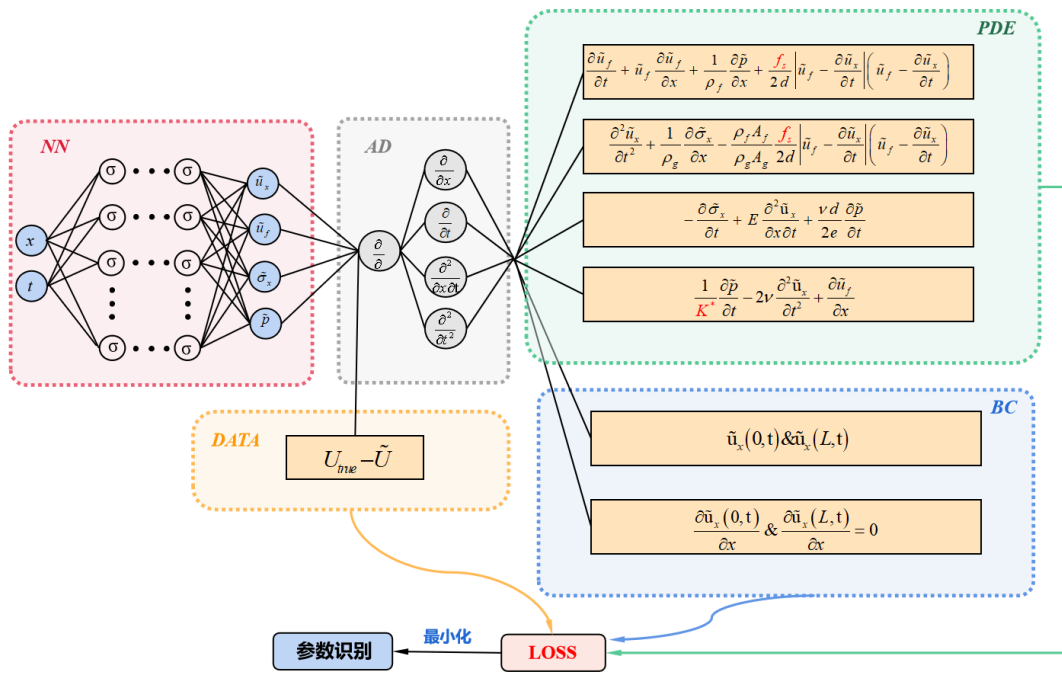 NN
x
t
σ • • • σ
σ • • • σ
σ • • • σ
σ • • • σ
ũ_x
ũ_f
σ̃_x
p̃
AD
∂/∂
∂/∂x
∂/∂t
∂²/∂x∂t
∂²/∂t²
PDE
∂ũ_f/∂t + ũ_f ∂ũ_f/∂x + 1/ρ_f ∂p̃/∂x + f_s/2d |ũ_f − ∂ũ_x/∂t| (ũ_f − ∂ũ_x/∂t)
∂²ũ_x/∂t² + 1/ρ_g ∂σ̃_x/∂x − ρ_f A_f/ρ_g A_g f_s/2d |ũ_f − ∂ũ_x/∂t| (ũ_f − ∂ũ_x/∂t)
-∂σ̃_x/∂t + E ∂²ũ_x/∂x∂t + νd/2e ∂p̃/∂t
1/K* ∂p̃/∂t − 2ν ∂²ũ_x/∂t² + ∂ũ_f/∂x
DATA
U_true − Ũ
BC
ũ_x(0,t)&ũ_x(L,t)
∂ũ_x(0,t)/∂x & ∂ũ_x(L,t)/∂x = 0
参数识别
最小化
LOSS